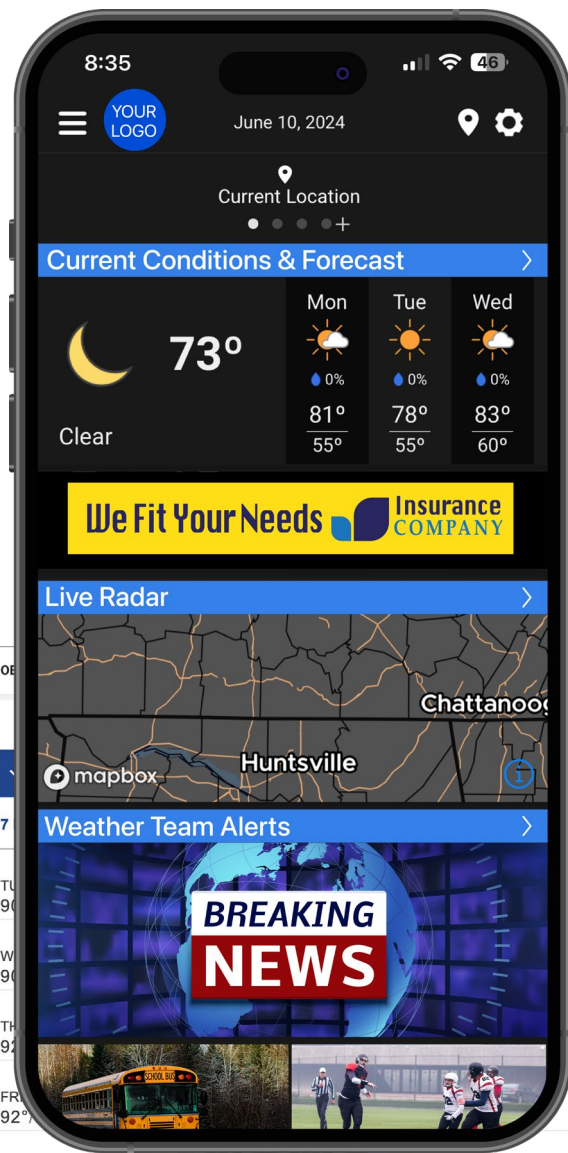 8:35
46
YOUR
LOGO
June 10, 2024
Current Location
Current Conditions & Forecast
73º
Clear
Mon
0%
81º
55º
Tue
0%
78º
55º
Wed
0%
83º
60º
We Fit Your Needs
Insurance
COMPANY
Live Radar
Chattanoog
Huntsville
mapbox
i
Weather Team Alerts
BREAKING
NEWS
SCHOOL BUS
7
92°/